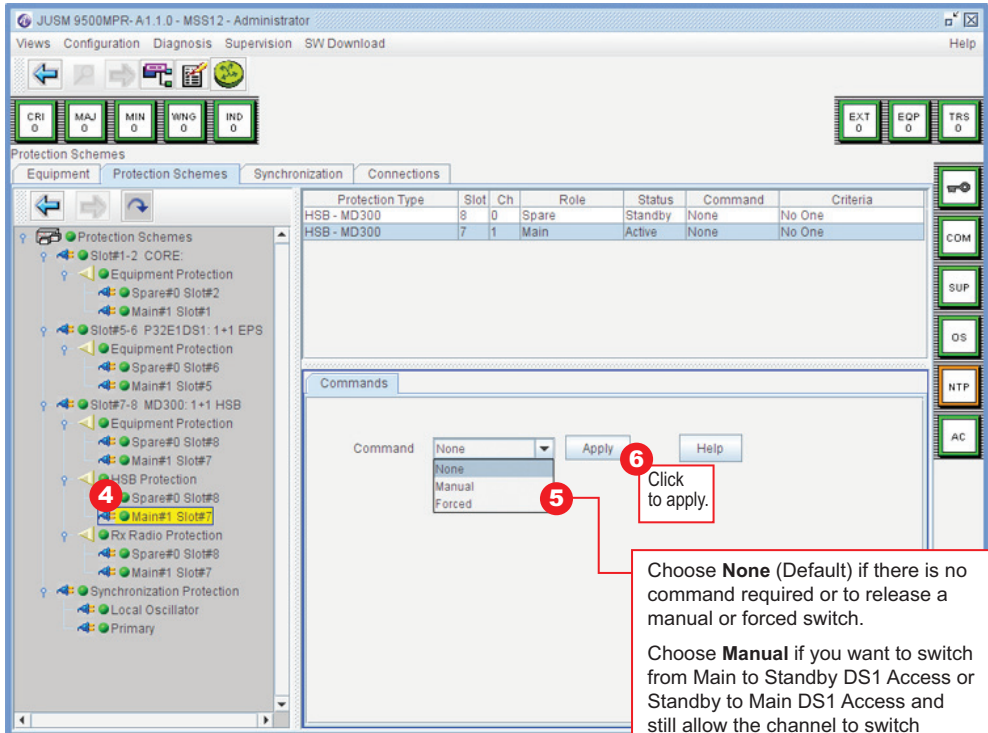 JUSM 9500MPR- A1.1.0 - MSS12 - Administrator
Views Configuration Diagnosis Supervision SW Download Help
CRI 0 MAJ 0 MIN 0 WNG 0 IND 0 EXT 0 EQP 0 TRS 0
Protection Schemes
Equipment Protection Schemes Synchronization Connections
Protection Type Slot Ch Role Status Command Criteria
HSB - MD300 8 0 Spare Standby None No One
HSB - MD300 7 1 Main Active None No One
Protection Schemes
Slot#1-2 CORE:
Equipment Protection
Spare#0 Slot#2
Main#1 Slot#1
Slot#5-6 P32E1DS1: 1+1 EPS
Equipment Protection
Spare#0 Slot#6
Main#1 Slot#5
Slot#7-8 MD300: 1+1 HSB
Equipment Protection
Spare#0 Slot#8
Main#1 Slot#7
HSB Protection
4
Spare#0 Slot#8
Main#1 Slot#7
Rx Radio Protection
Spare#0 Slot#8
Main#1 Slot#7
Synchronization Protection
Local Oscillator
Primary
Commands
Command None Apply Help
None
Manual
Forced
5
6
Click
to apply.
Choose None (Default) if there is no
command required or to release a
manual or forced switch.
Choose Manual if you want to switch
from Main to Standby DS1 Access or
Standby to Main DS1 Access and
still allow the channel to switch
COM
SUP
OS
NTP
AC